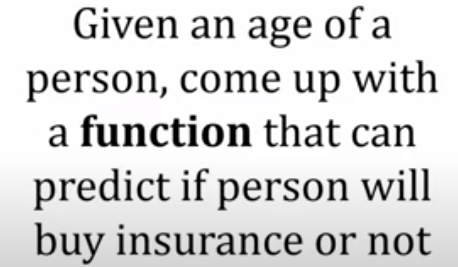 Given an age of a
person, come up with
a function that can
predict if person will
buy insurance or not